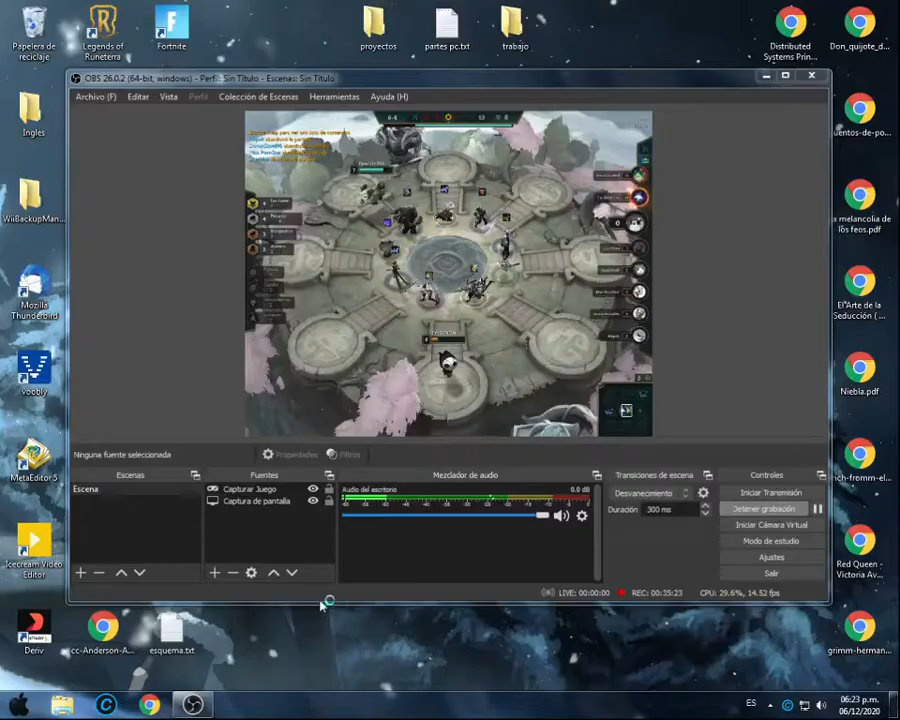 Papelera de reciclaje
Legends of Runeterra
Fortnite
proyectos
partes pc.txt
trabajo
Distributed Systems Prin...
Don_quijote_d...
OBS 26.0.2 (64-bit, windows) - Perfil: Sin Título - Escenas: Sin Título
Archivo (F)
Editar
Vista
Perfil
Colección de Escenas
Herramientas
Ayuda (H)
Ingles
WiiBackupMan...
Mozilla Thunderbird
voobly
MetaEditor 5
Icecream Video Editor
Deriv
cc-Anderson-A...
esquema.txt
uentos-de-po...
a melancolia de los feos.pdf
El Arte de la Seducción ( ...
Niebla.pdf
rich-fromm-el...
Red Queen - Victoria Av...
grimm-herman...
Ninguna fuente seleccionada
Propiedades
Filtros
Escenas
Fuentes
Mezclador de audio
Transiciones de escena
Controles
Escena
Capturar Juego
Captura de pantalla
Audio del escritorio
0.0 dB
Desvanecimiento
Duración
300 ms
Iniciar Transmisión
Detener grabación
Iniciar Cámara Virtual
Modo de estudio
Ajustes
Salir
LIVE: 00:00:00
REC: 00:35:23
CPU: 29.6%, 14.52 fps
ES
06:23 p.m.
06/12/2020